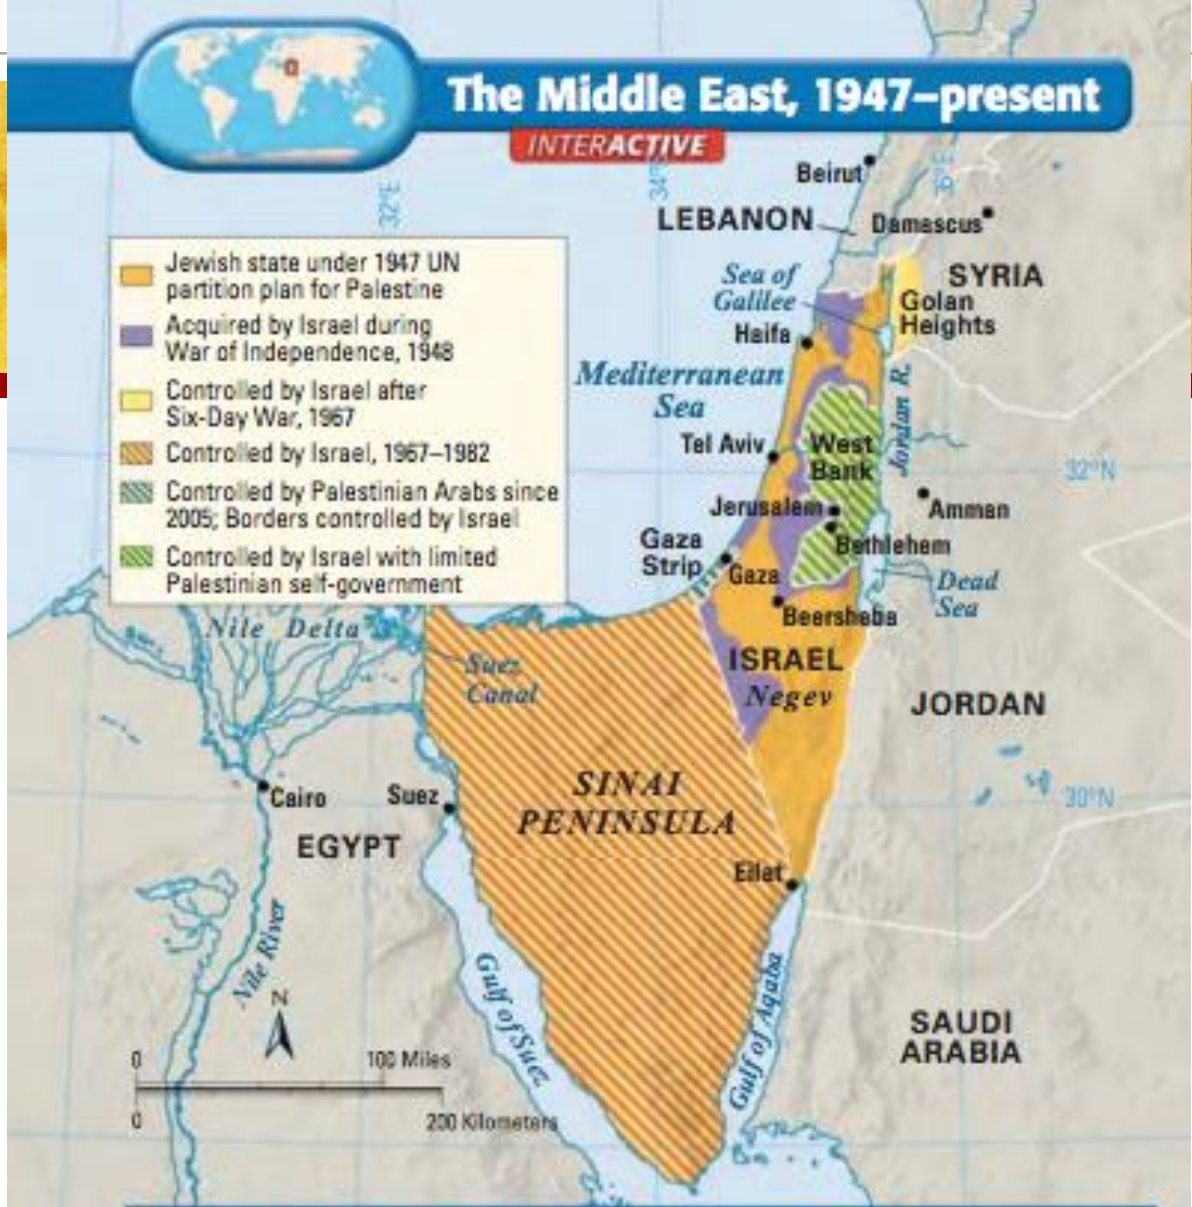 The Middle East, 1947–present
INTERACTIVE
32°E
34°
36°E
Beirut
LEBANON
Damascus
Jewish state under 1947 UN
partition plan for Palestine
Acquired by Israel during
War of Independence, 1948
Controlled by Israel after
Six-Day War, 1967
Controlled by Israel, 1967–1982
Controlled by Palestinian Arabs since
2005; Borders controlled by Israel
Controlled by Israel with limited
Palestinian self-government
Sea of
Galilee
SYRIA
Golan
Heights
Haifa
Mediterranean
Sea
Jordan R.
Tel Aviv
West
Bank
32°N
Jerusalem
Amman
Gaza
Strip
Bethlehem
Gaza
Dead
Sea
Beersheba
Nile Delta
Suez
Canal
ISRAEL
Negev
JORDAN
SINAI
PENINSULA
Cairo
Suez
30°N
EGYPT
Eilat
Nile River
Gulf of Suez
Gulf of Aqaba
N
SAUDI
ARABIA
0
100 Miles
0
200 Kilometers